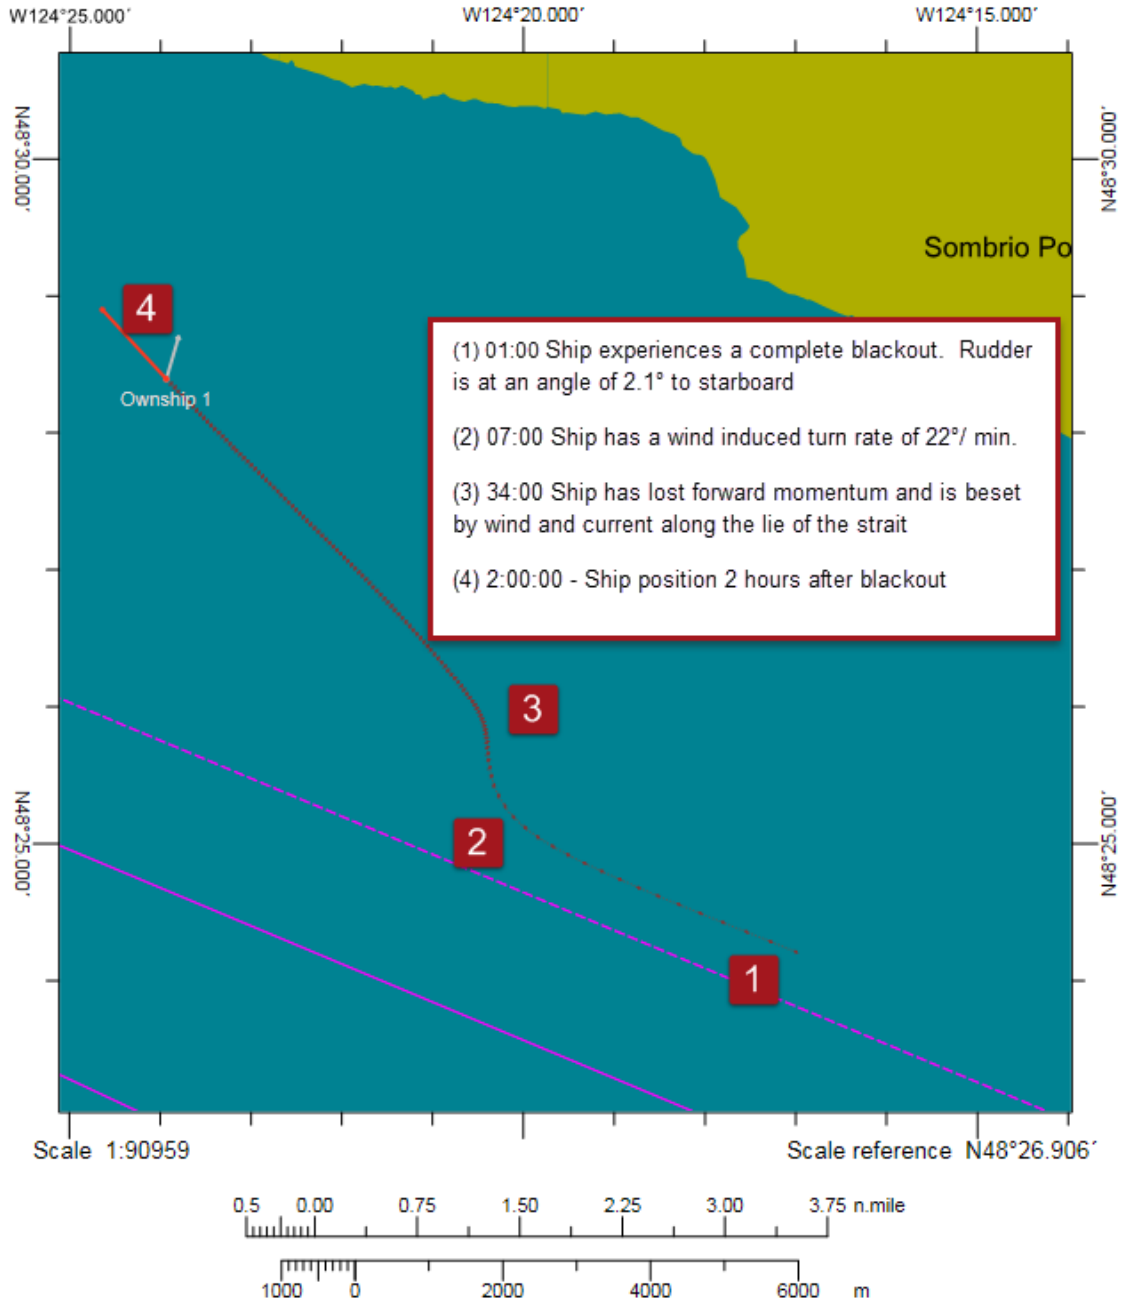 W124°25.000´ W124°20.000´ W124°15.000´
N48°30.000´ N48°30.000´
Sombrio Po
4
Ownship 1
(1) 01:00 Ship experiences a complete blackout. Rudder
is at an angle of 2.1° to starboard
(2) 07:00 Ship has a wind induced turn rate of 22°/ min.
(3) 34:00 Ship has lost forward momentum and is beset
by wind and current along the lie of the strait
(4) 2:00:00 - Ship position 2 hours after blackout
3
2
N48°25.000´ N48°25.000´
1
Scale 1:90959 Scale reference N48°26.906´
0.5 0.00 0.75 1.50 2.25 3.00 3.75 n.mile
1000 0 2000 4000 6000 m